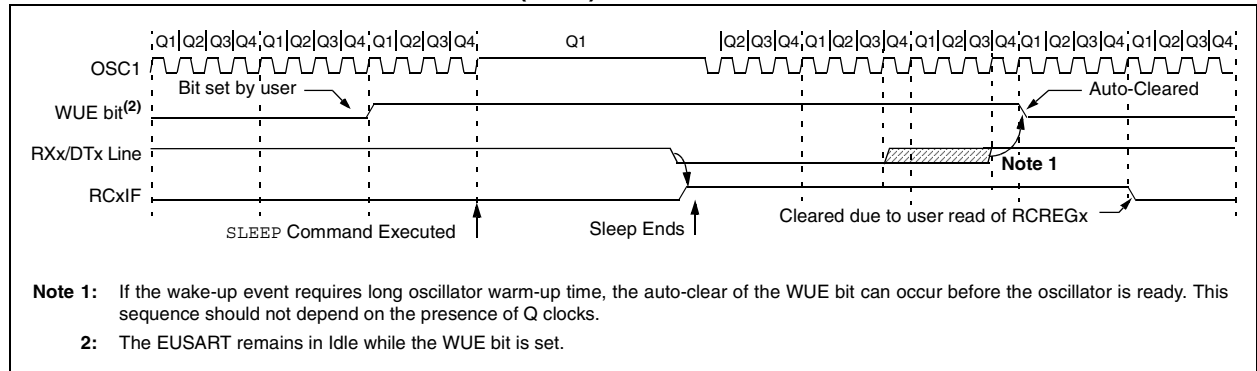 Q1 Q2 Q3 Q4 Q1 Q2 Q3 Q4 Q1 Q2 Q3 Q4 Q1 Q2 Q3 Q4 Q1 Q2 Q3 Q4 Q1 Q2 Q3 Q4 Q1 Q2 Q3 Q4
OSC1
Bit set by user
Auto-Cleared
WUE bit(2)
RXx/DTx Line
Note 1
RCxIF
Cleared due to user read of RCREGx
SLEEP Command Executed
Sleep Ends
Note 1: If the wake-up event requires long oscillator warm-up time, the auto-clear of the WUE bit can occur before the oscillator is ready. This
sequence should not depend on the presence of Q clocks.
2: The EUSART remains in Idle while the WUE bit is set.